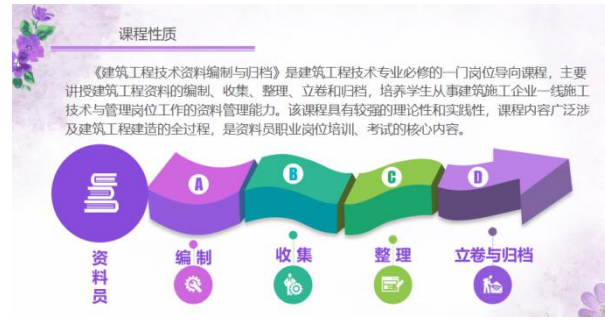 课程性质
《建筑工程技术资料编制与归档》是建筑工程技术专业必修的一门岗位导向课程，主要
讲授建筑工程资料的编制、收集、整理、立卷和归档，培养学生从事建筑施工企业一线施工
技术与管理岗位工作的资料管理能力。该课程具有较强的理论性和实践性，课程内容广泛涉
及建筑工程建造的全过程，是资料员职业岗位培训、考试的核心内容。
A
B
C
D
资料员
编制
收集
整理
立卷与归档